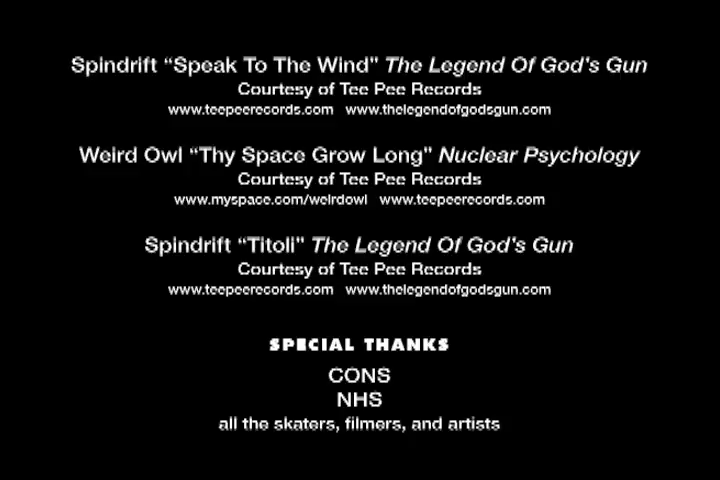 Spindrift “Speak To The Wind” The Legend Of God's Gun
Courtesy of Tee Pee Records
www.teepeerecords.com www.thelegendofgodsgun.com
Weird Owl “Thy Space Grow Long” Nuclear Psychology
Courtesy of Tee Pee Records
www.myspace.com/weirdowl www.teepeerecords.com
Spindrift “Titoli” The Legend Of God's Gun
Courtesy of Tee Pee Records
www.teepeerecords.com www.thelegendofgodsgun.com
SPECIAL THANKS
CONS
NHS
all the skaters, filmers, and artists